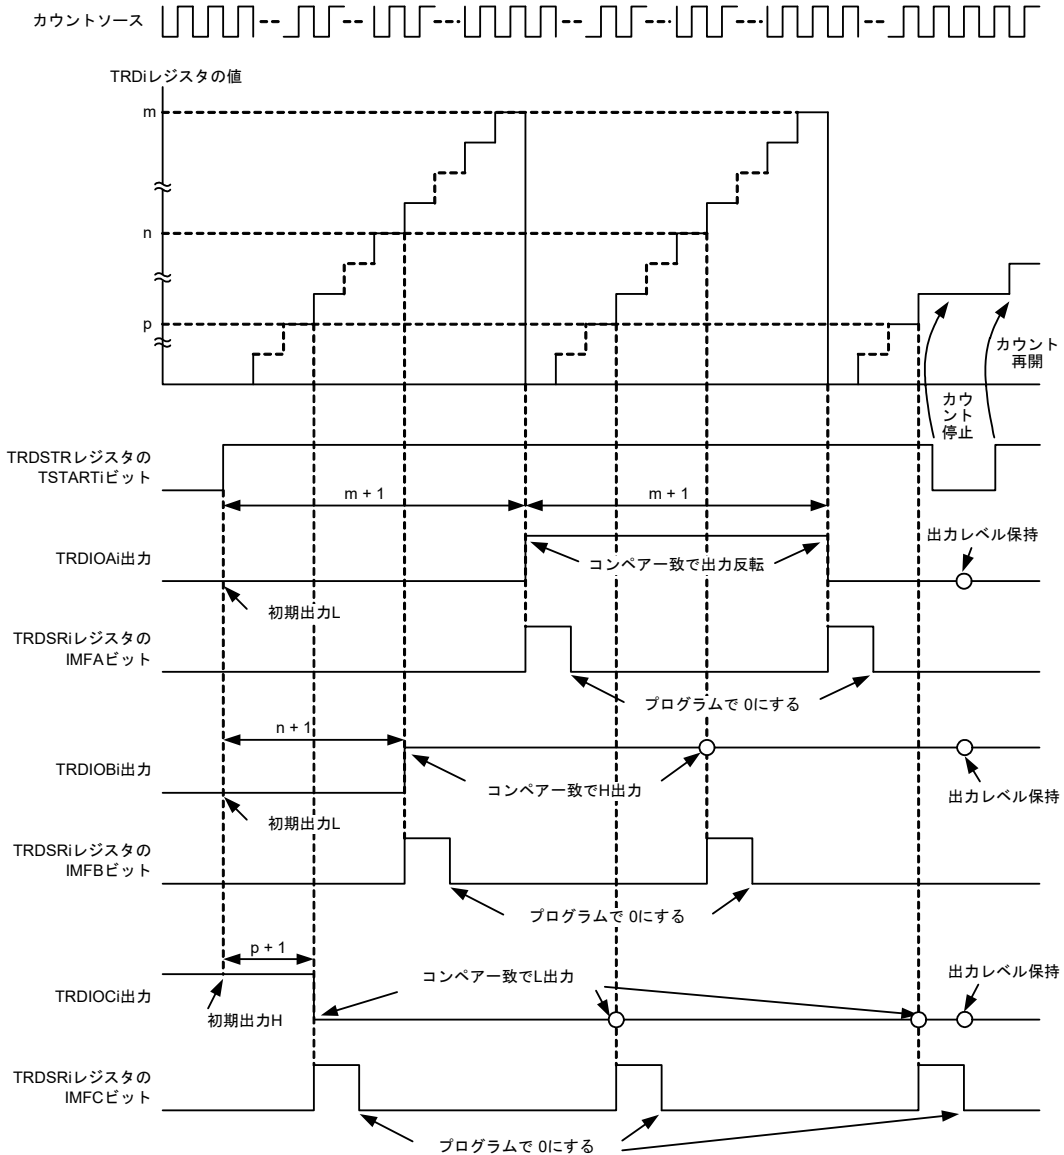 カウントソース
TRDiレジスタの値
m
n
p
カウント
再開
カウ
ント
停止
TRDSTRレジスタの
TSTARTiビット
m + 1
m + 1
出力レベル保持
TRDIOAi出力
コンペア一致で出力反転
初期出力L
TRDSRiレジスタの
IMFAビット
プログラムで 0にする
n + 1
TRDIOBi出力
コンペア一致でH出力
出力レベル保持
初期出力L
TRDSRiレジスタの
IMFBビット
プログラムで 0にする
p + 1
コンペア一致でL出力
出力レベル保持
TRDIOCi出力
初期出力H
TRDSRiレジスタの
IMFCビット
プログラムで 0にする